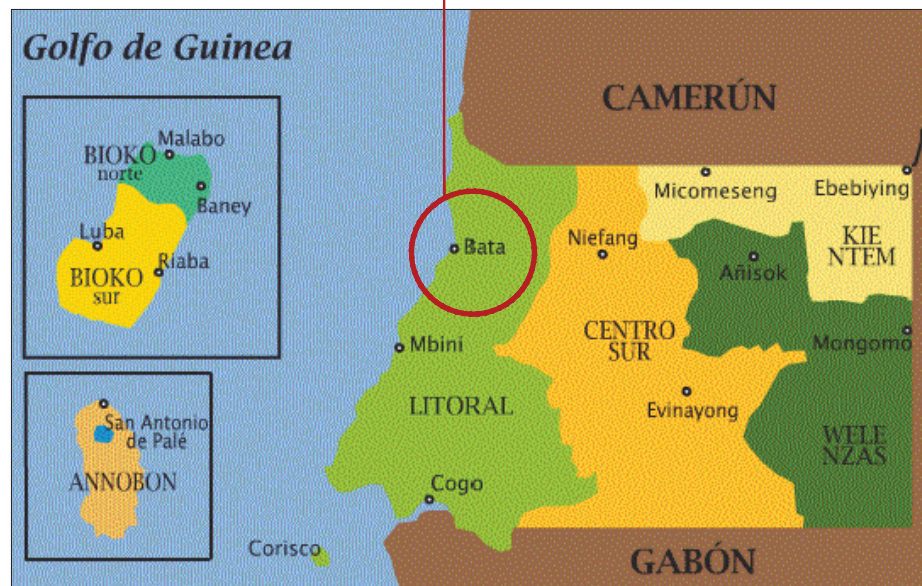 Golfo de Guinea
CAMERÚN
Malabo
BIOKO
norte
Baney
Luba
Riaba
BIOKO
sur
Micomeseng
Ebebiying
KIE
NTEM
Bata
Niefang
Añisok
Mbini
CENTRO
SUR
Mongomo
LITORAL
Evinayong
San Antonio
de Palé
ANNOBON
WELE
NZAS
Cogo
Corisco
GABÓN